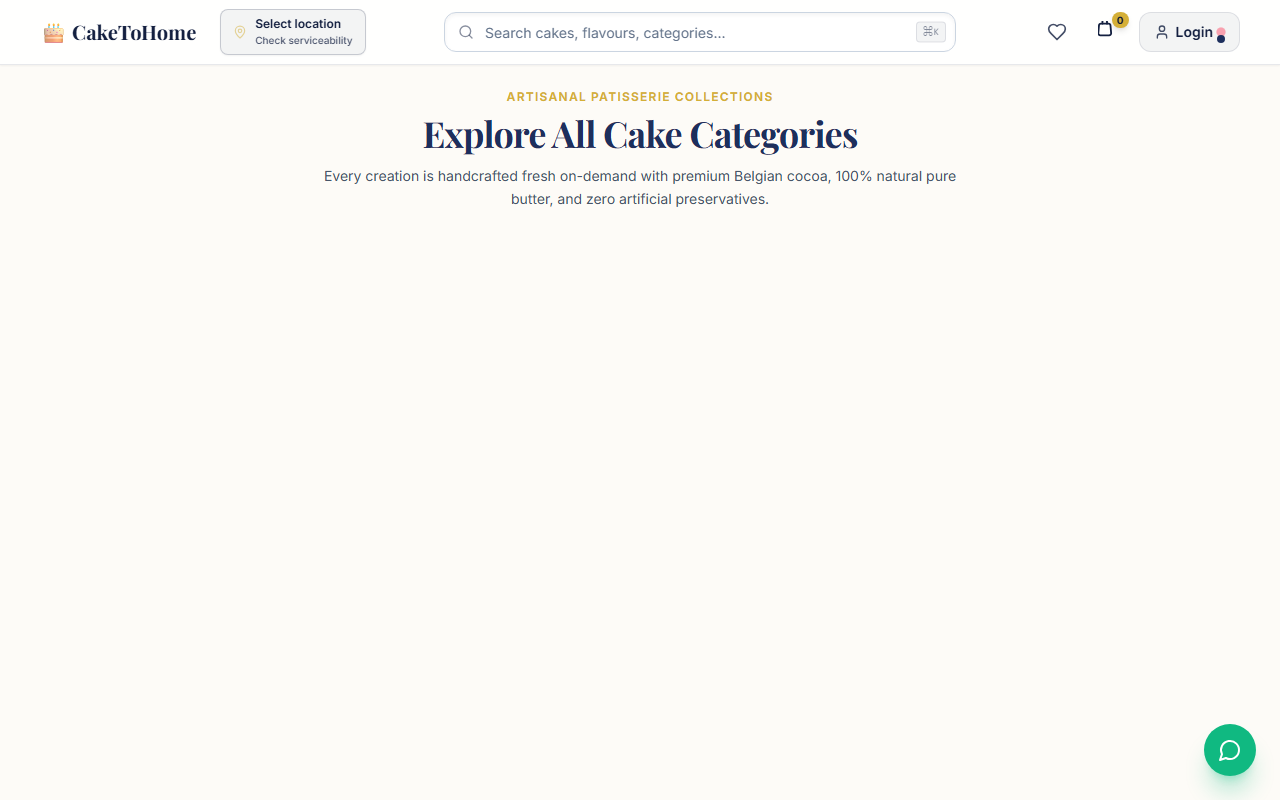 CakeToHome
Select location
Check serviceability
Search cakes, flavours, categories...
⌘K
0
Login
ARTISANAL PATISSERIE COLLECTIONS
Explore All Cake Categories
Every creation is handcrafted fresh on-demand with premium Belgian cocoa, 100% natural pure
butter, and zero artificial preservatives.